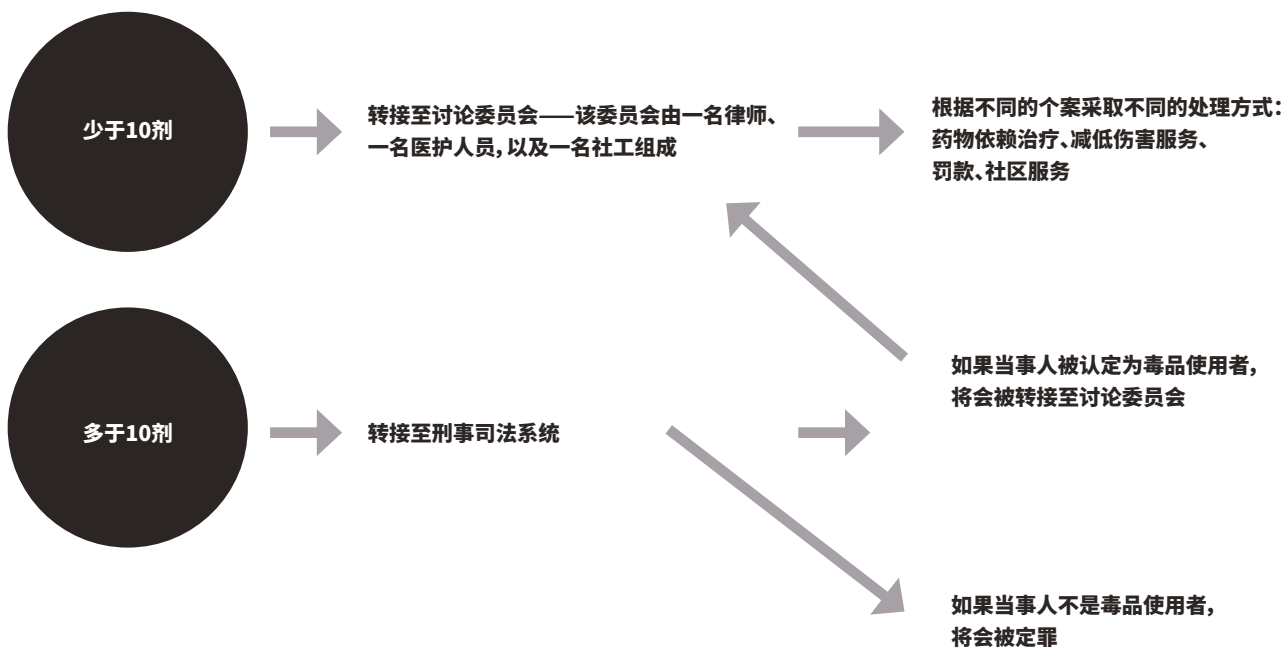 少于10剂
转接至讨论委员会——该委员会由一名律师、
一名医护人员，以及一名社工组成
根据不同的个案采取不同的处理方式：
药物依赖治疗、减低伤害服务、
罚款、社区服务
如果当事人被认定为毒品使用者，
将会被转接至讨论委员会
多于10剂
转接至刑事司法系统
如果当事人不是毒品使用者，
将会被定罪